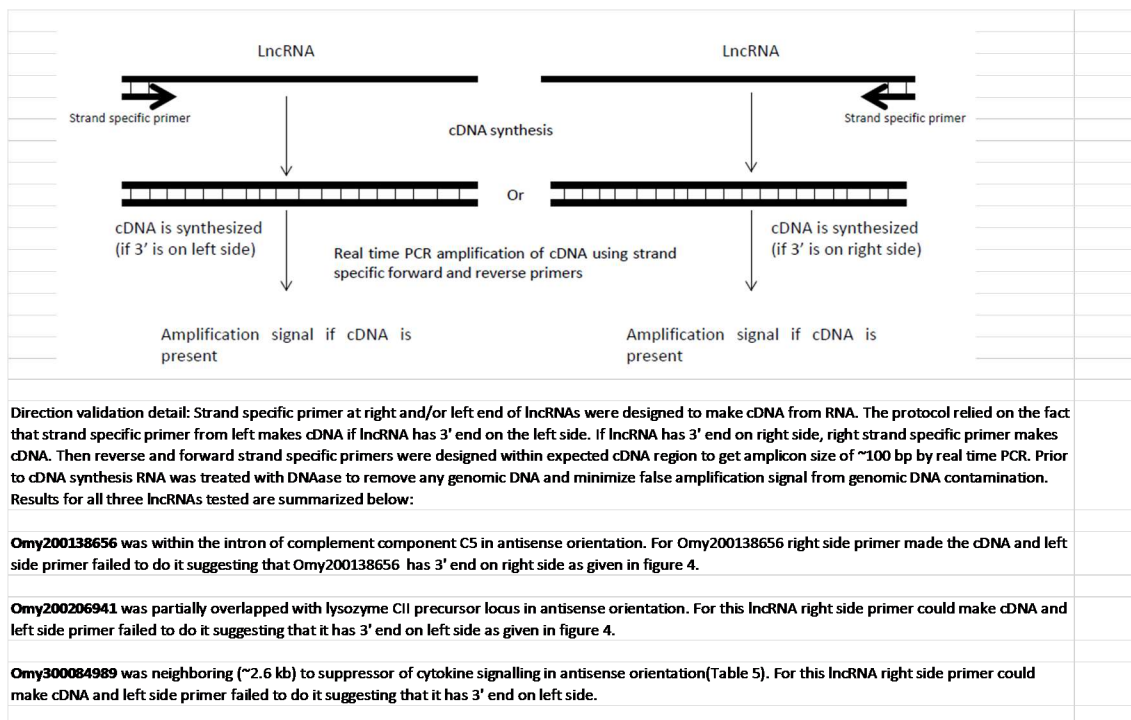 LncRNA LncRNA
Strand specific primer Strand specific primer
cDNA synthesis
Or
cDNA is synthesized cDNA is synthesized
(if 3′ is on left side) (if 3′ is on right side)
Real time PCR amplification of cDNA using strand
specific forward and reverse primers
Amplification signal if cDNA is Amplification signal if cDNA is
present present
Direction validation detail: Strand specific primer at right and/or left end of lncRNAs were designed to make cDNA from RNA. The protocol relied on the fact
that strand specific primer from left makes cDNA if lncRNA has 3' end on the left side. If lncRNA has 3' end on right side, right strand specific primer makes
cDNA. Then reverse and forward strand specific primers were designed within expected cDNA region to get amplicon size of ~100 bp by real time PCR. Prior
to cDNA synthesis RNA was treated with DNAase to remove any genomic DNA and minimize false amplification signal from genomic DNA contamination.
Results for all three lncRNAs tested are summarized below:
Omy200138656 was within the intron of complement component C5 in antisense orientation. For Omy200138656 right side primer made the cDNA and left
side primer failed to do it suggesting that Omy200138656 has 3' end on right side as given in figure 4.
Omy200206941 was partially overlapped with lysozyme CII precursor locus in antisense orientation. For this lncRNA right side primer could make cDNA and
left side primer failed to do it suggesting that it has 3' end on left side as given in figure 4.
Omy300084989 was neighboring (~2.6 kb) to suppressor of cytokine signalling in antisense orientation(Table 5). For this lncRNA right side primer could
make cDNA and left side primer failed to do it suggesting that it has 3' end on left side.